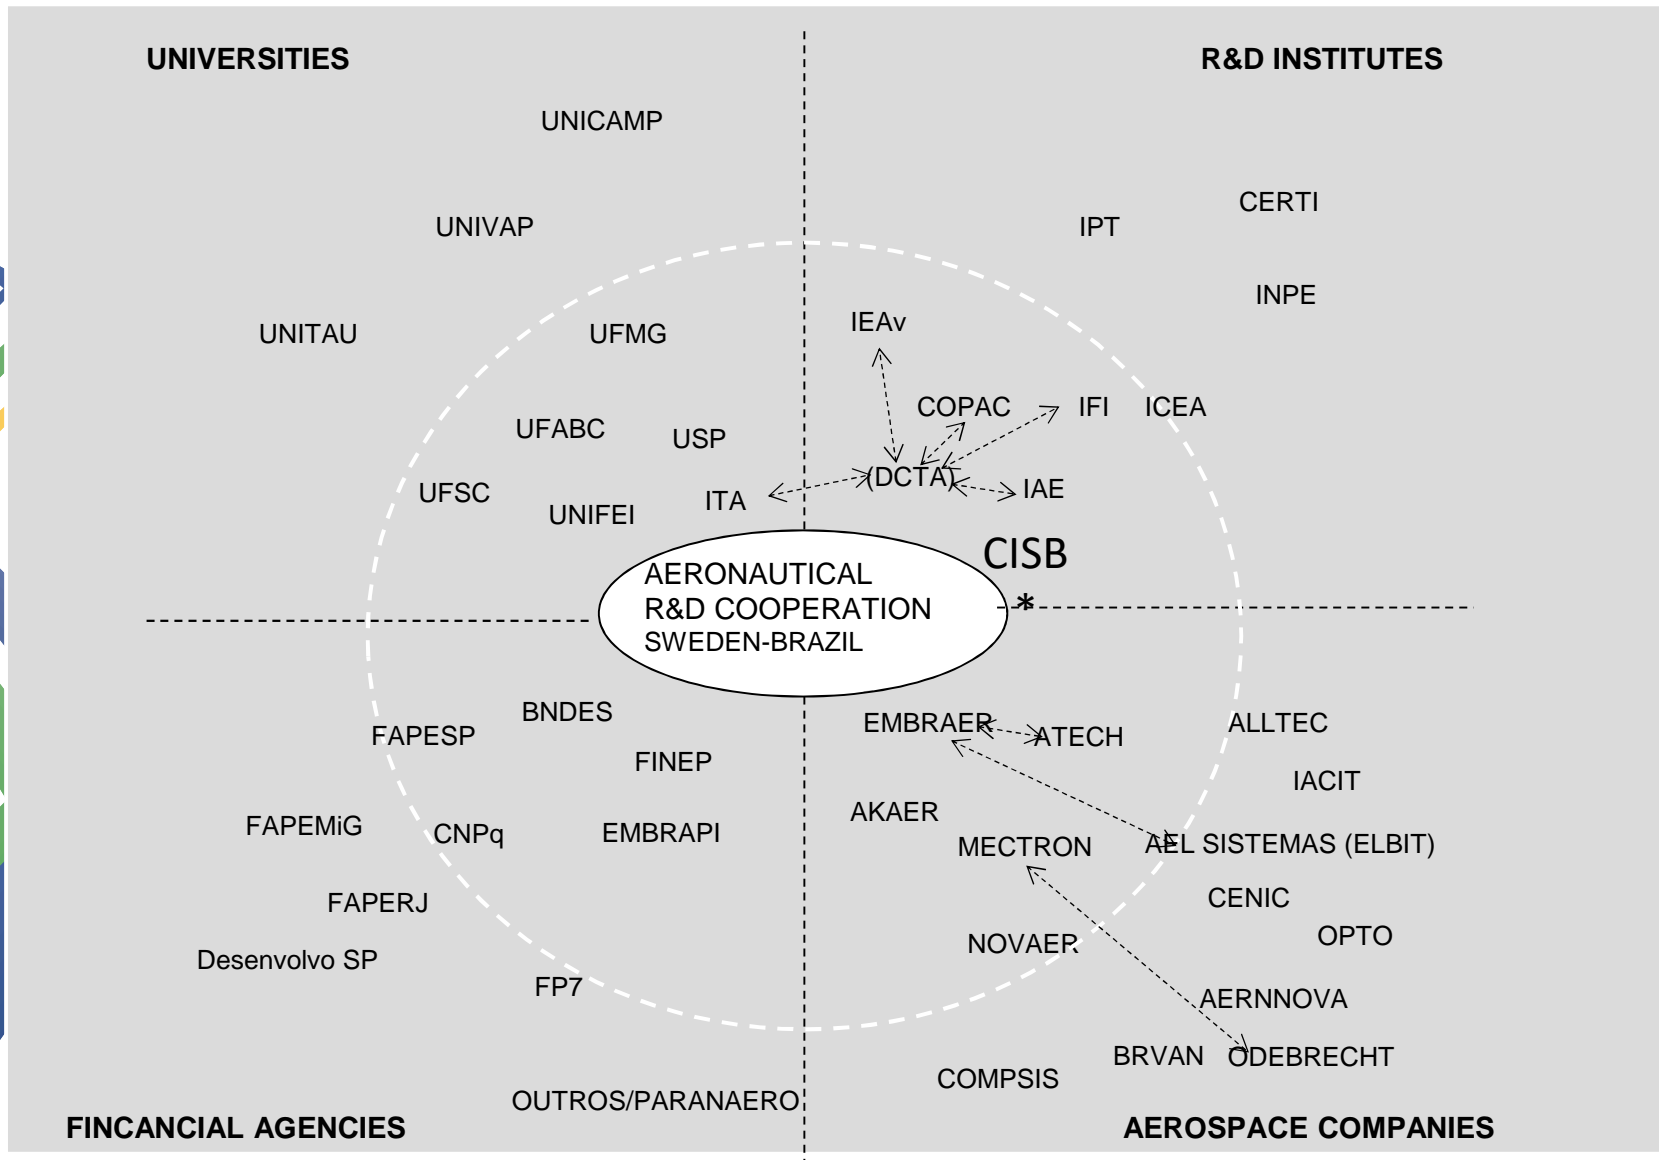 UNIVERSITIES
R&D INSTITUTES
UNICAMP
CERTI
UNIVAP
IPT
INPE
IEAv
UNITAU
UFMG
COPAC
IFI
ICEA
UFABC
USP
(DCTA)
IAE
UFSC
ITA
UNIFEI
CISB
*
AERONAUTICAL
R&D COOPERATION
SWEDEN-BRAZIL
BNDES
EMBRAER
ATECH
ALLTEC
FAPESP
FINEP
IACIT
AKAER
FAPEMiG
CNPq
EMBRAPI
MECTRON
AEL SISTEMAS (ELBIT)
CENIC
FAPERJ
OPTO
NOVAER
Desenvolvo SP
FP7
AERNNOVA
BRVAN
ODEBRECHT
COMPSIS
OUTROS/PARANAERO
FINCANCIAL AGENCIES
AEROSPACE COMPANIES